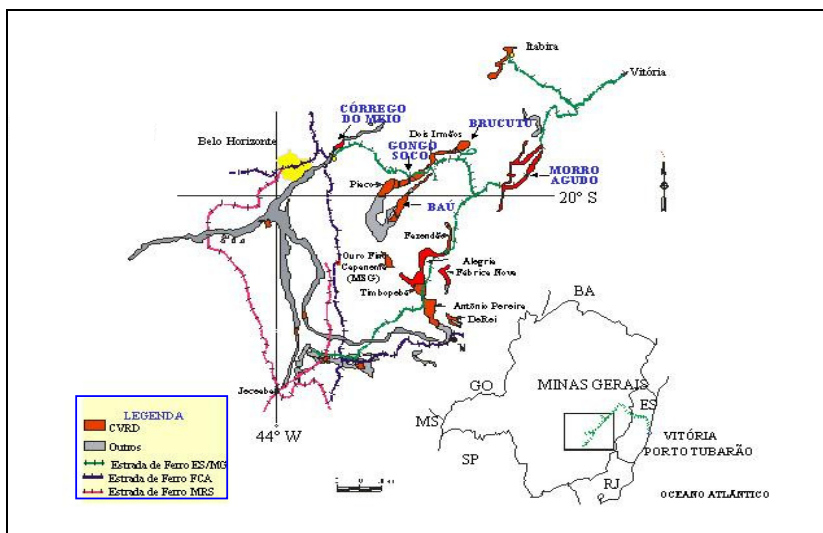 Itabira
Vitória
CÓRREGO
DO MEIO
Belo Horizonte
Dois Irmãos
BRUCUTU
GONGO
SOCO
MORRO
AGUDO
Piaco
BAÚ
20° S
Fazendão
Ouro Fino
Capanema
(MSG)
Alegria
Fábrica Nova
Timbopeba
Antônio Pereira
DeRei
Jeceaba
44° W
BA
GO
MINAS GERAIS
ES
MS
SP
RJ
VITÓRIA
PORTO TUBARÃO
OCEANO ATLÂNTICO
LEGENDA
CVRD
Outros
Estrada de Ferro ES/MG
Estrada de Ferro FCA
Estrada de Ferro MRS